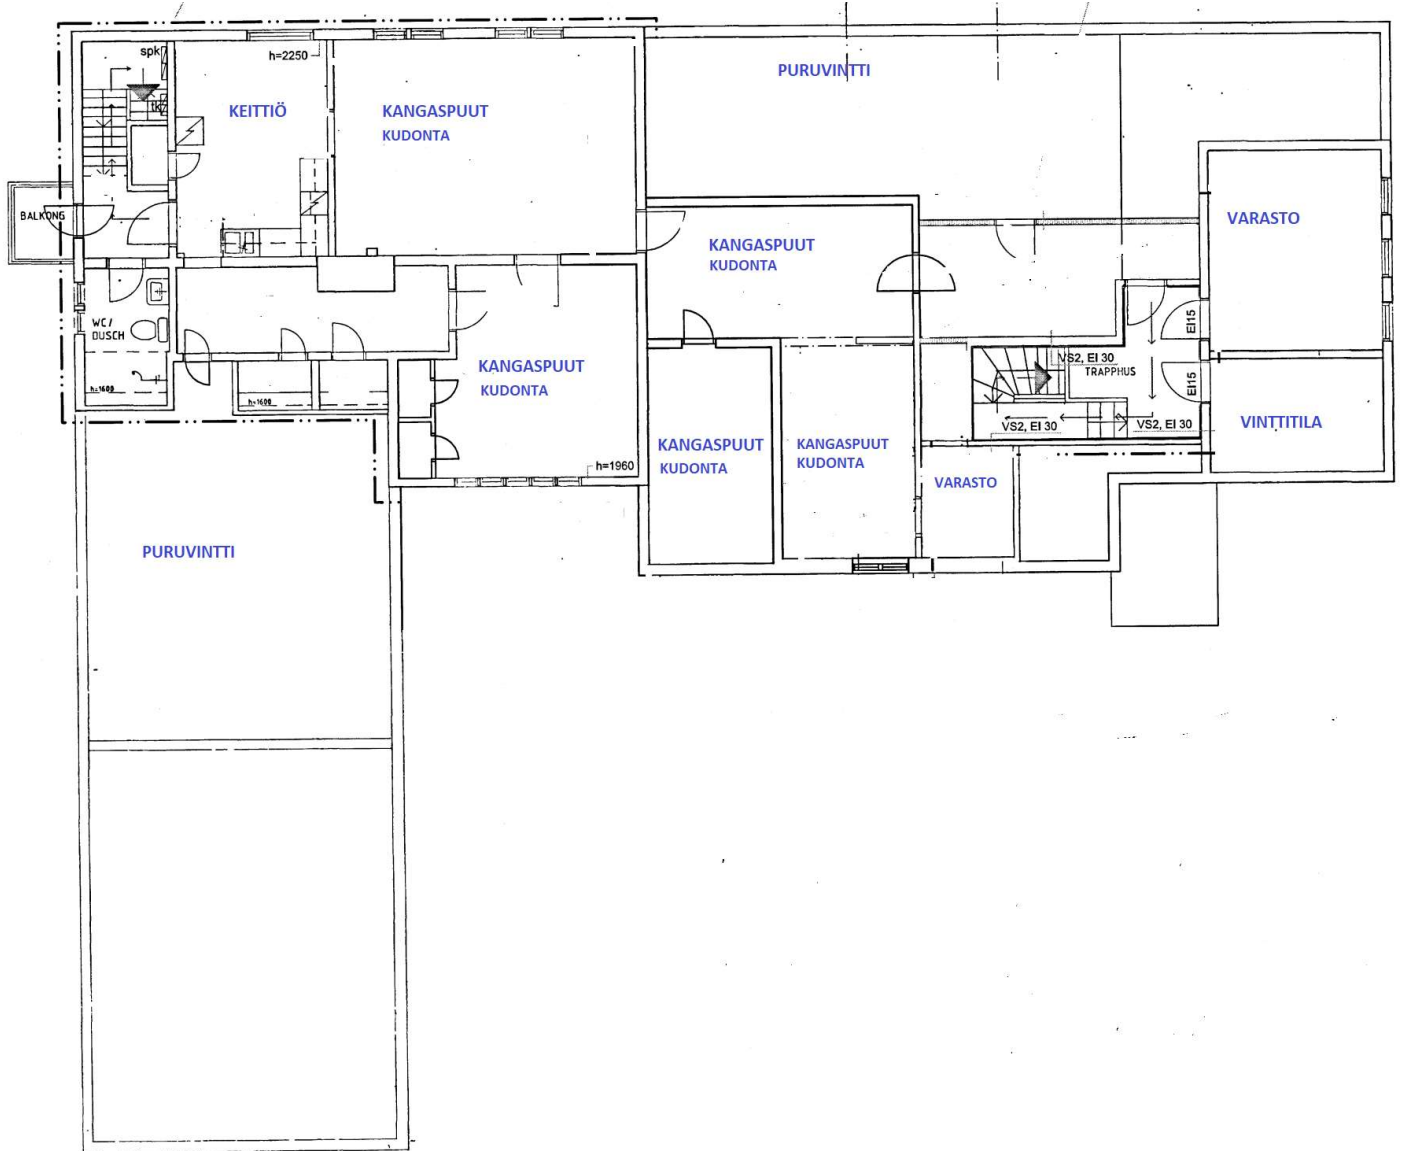 spk
h=2250
PURUVINTTI
tk
KEITTIÖ
KANGASPUUT
KUDONTA
BALKONG
KANGASPUUT
KUDONTA
VARASTO
WC/
DUSCH
h=1600
EI15
VS2, EI 30
TRAPPHUS
EI15
KANGASPUUT
KUDONTA
h=1600
VS2, EI 30
VS2, EI 30
VINTTITILA
KANGASPUUT
KUDONTA
KANGASPUUT
KUDONTA
h=1960
VARASTO
PURUVINTTI